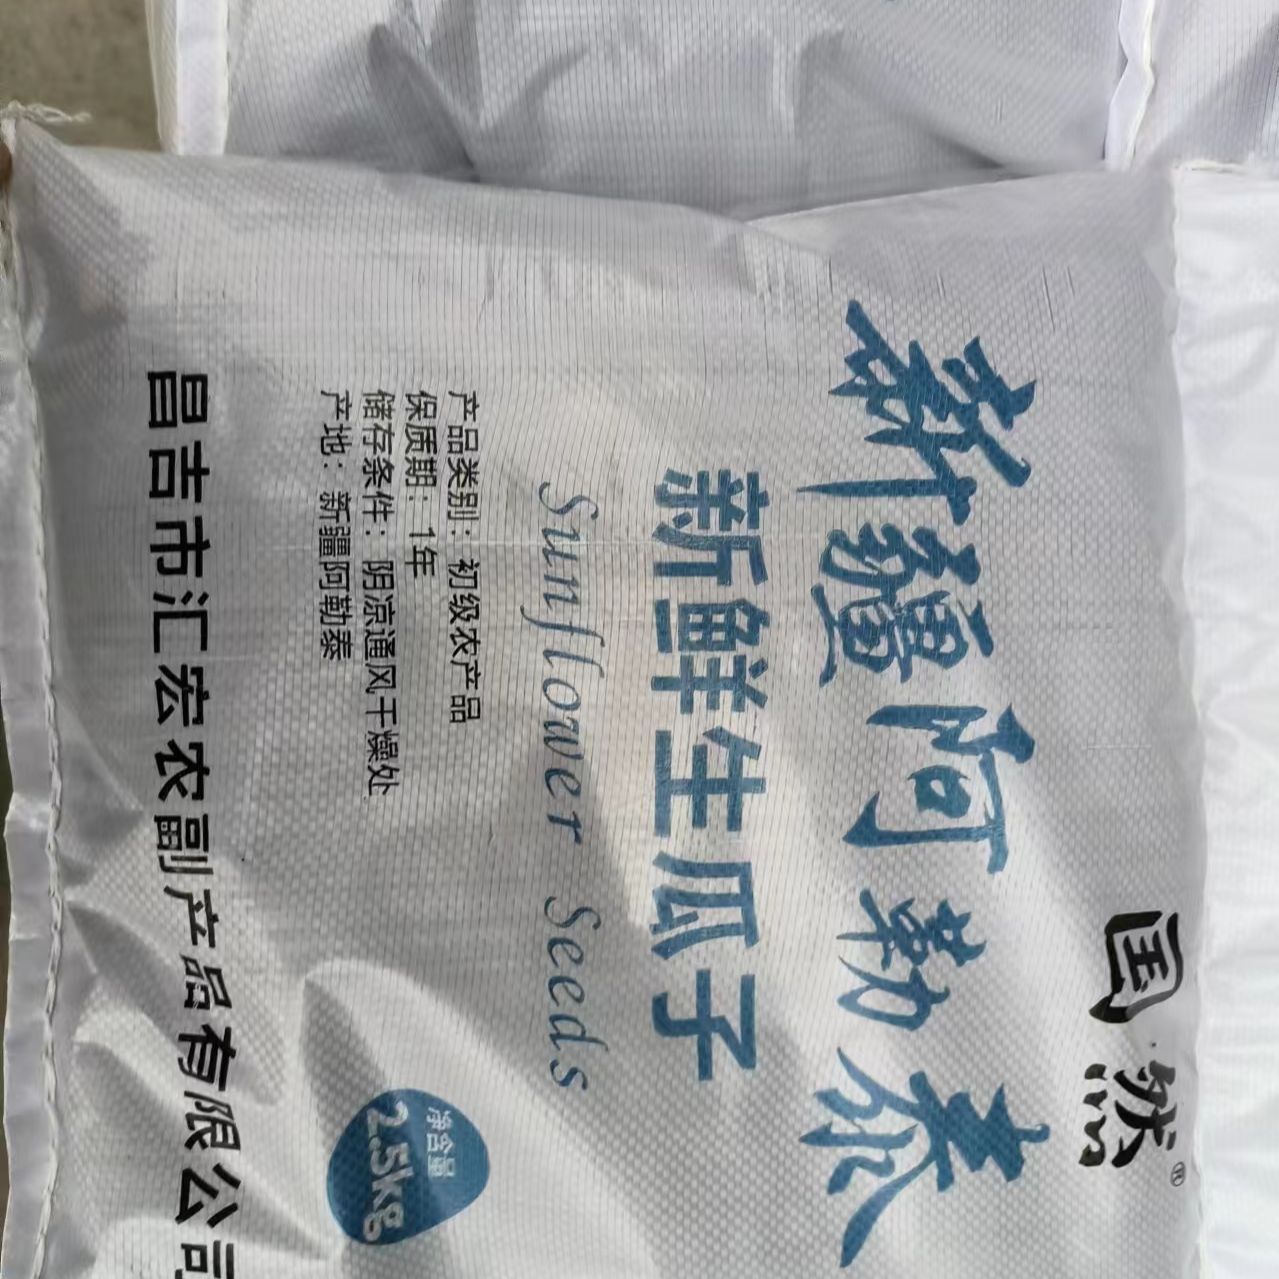 国然®
新疆阿勒泰
新鲜生瓜子
Sunflower Seeds
产品类别：初级农产品
保质期：1年
储存条件：阴凉通风干燥处
产地：新疆阿勒泰
净含量
2.5kg
昌吉市汇宏农副产品有限公司